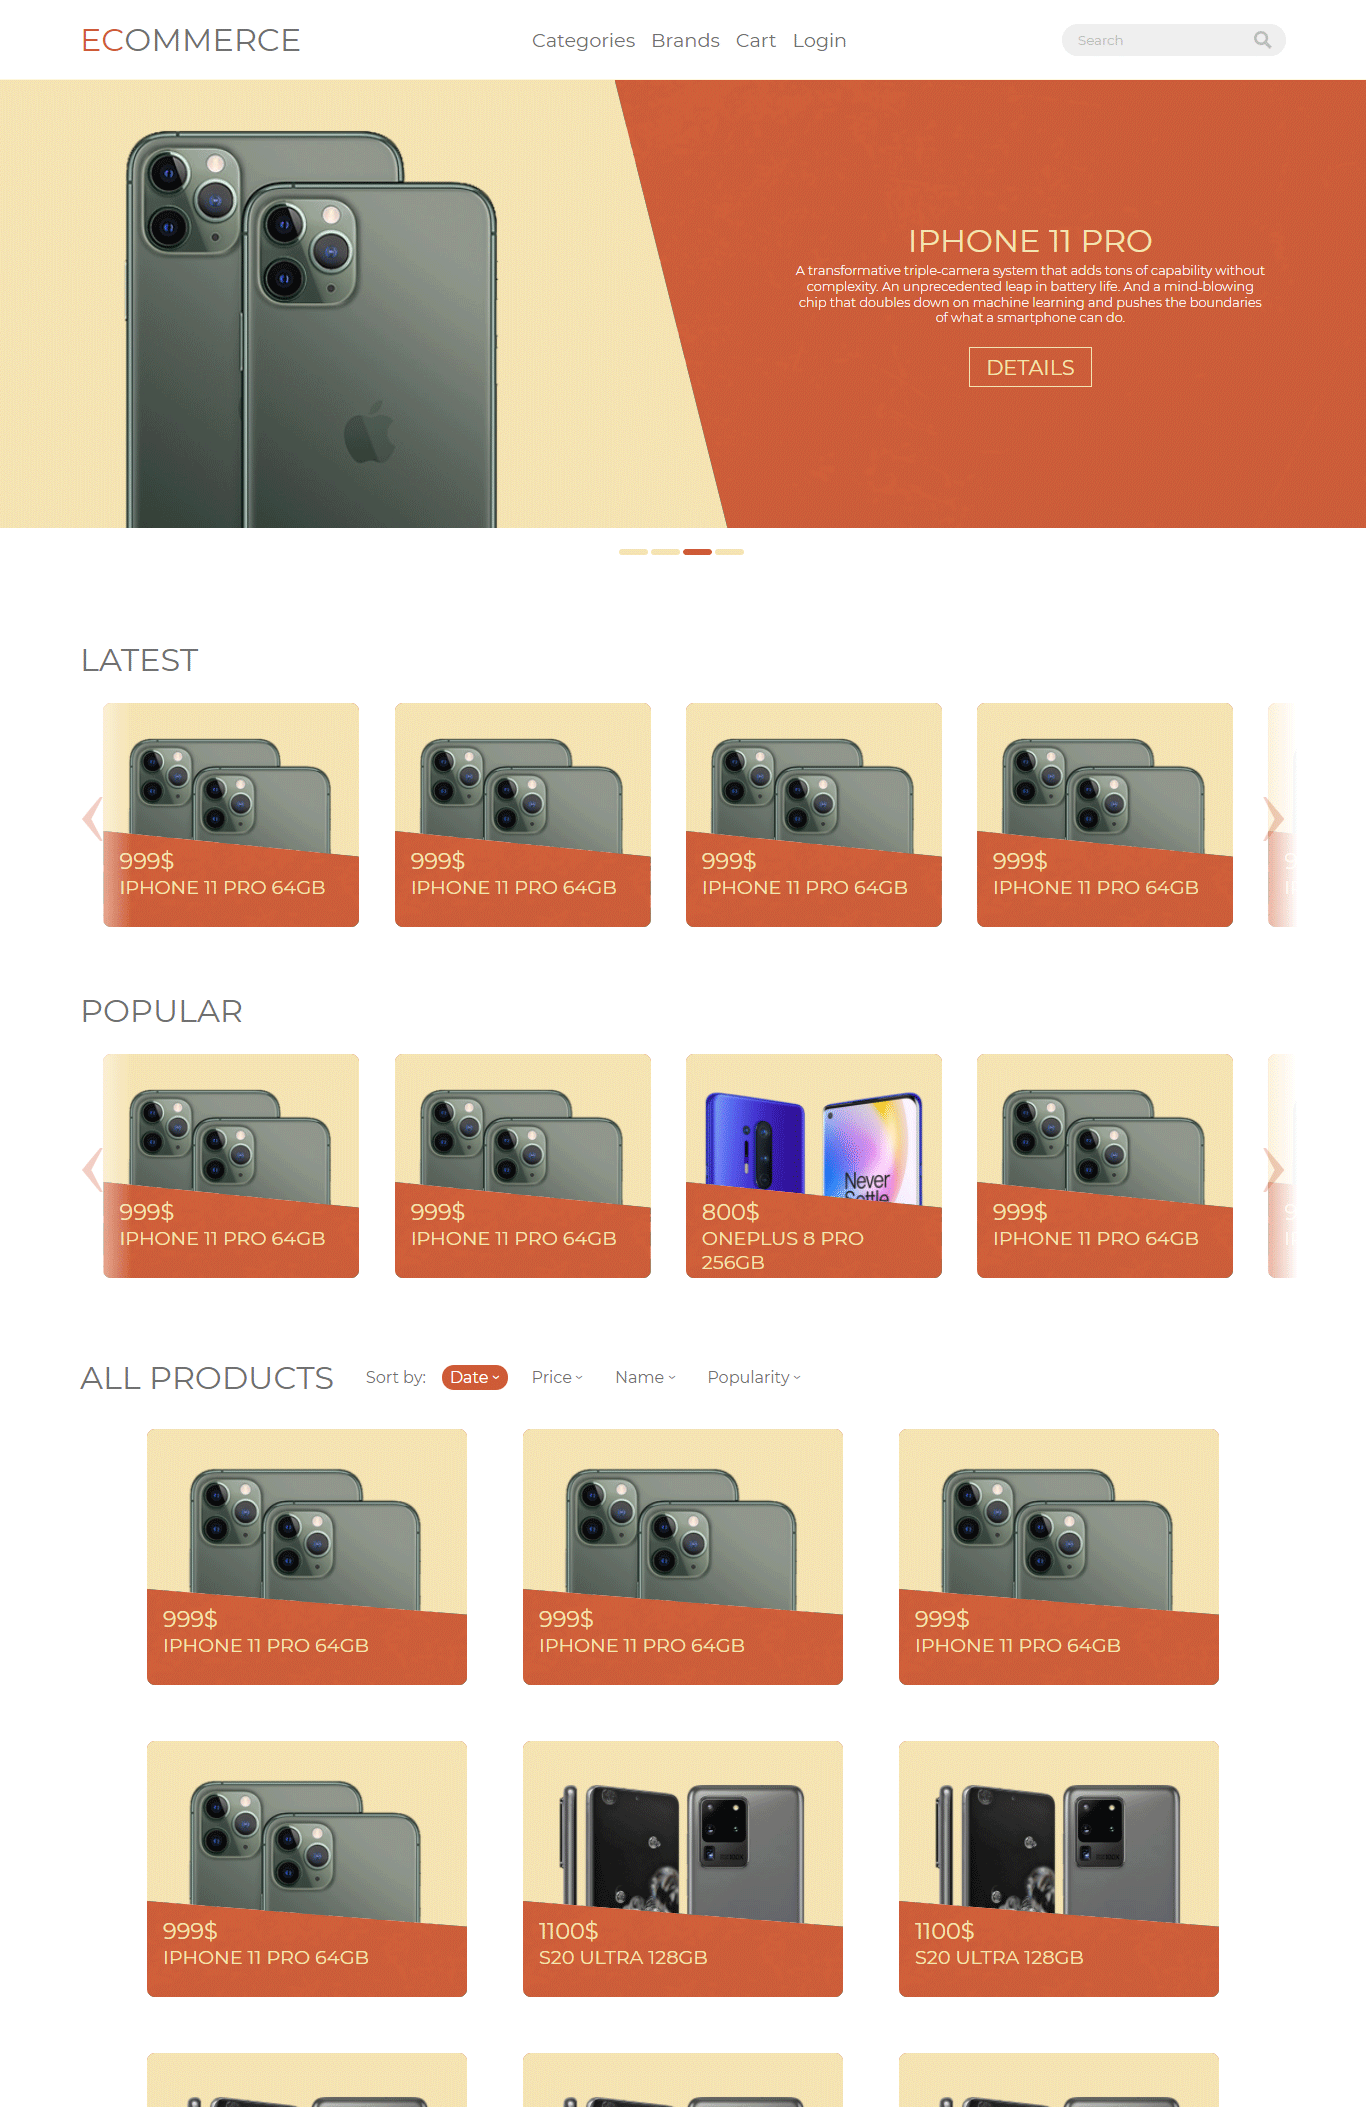 ECOMMERCE
Categories Brands Cart Login
Search
IPHONE 11 PRO
A transformative triple-camera system that adds tons of capability without
complexity. An unprecedented leap in battery life. And a mind-blowing
chip that doubles down on machine learning and pushes the boundaries
of what a smartphone can do.
DETAILS
LATEST
999$ 999$ 999$ 999$
IPHONE 11 PRO 64GB IPHONE 11 PRO 64GB IPHONE 11 PRO 64GB IPHONE 11 PRO 64GB
POPULAR
Never
Settle
999$ 999$ 800$ 999$
IPHONE 11 PRO 64GB IPHONE 11 PRO 64GB ONEPLUS 8 PRO IPHONE 11 PRO 64GB
256GB
ALL PRODUCTS Sort by: Date Price Name Popularity
999$ 999$ 999$
IPHONE 11 PRO 64GB IPHONE 11 PRO 64GB IPHONE 11 PRO 64GB
999$ 1100$ 1100$
IPHONE 11 PRO 64GB S20 ULTRA 128GB S20 ULTRA 128GB